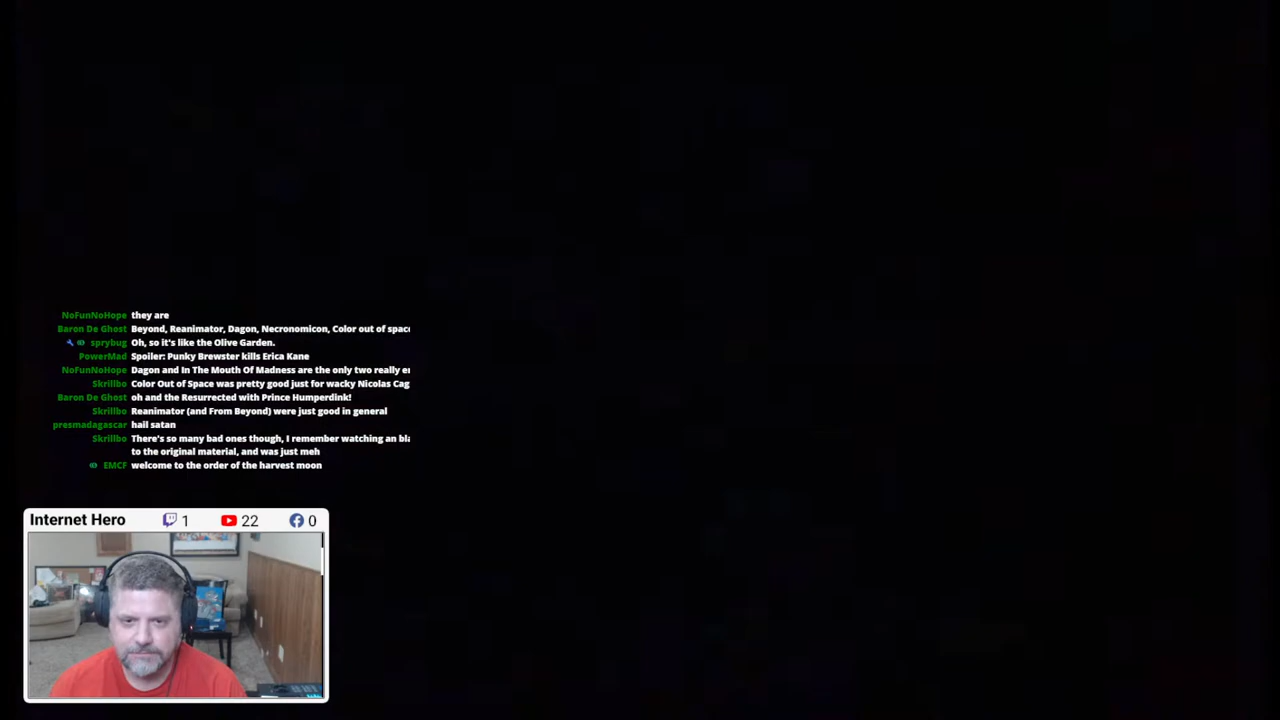 NoFunNoHope they are
Baron De Ghost Beyond, Reanimator, Dagon, Necronomicon, Color out of space
sprybug Oh, so it's like the Olive Garden.
PowerMad Spoiler: Punky Brewster kills Erica Kane
NoFunNoHope Dagon and In The Mouth Of Madness are the only two really
Skrillbo Color Out of Space was pretty good just for wacky Nicolas Cag
Baron De Ghost oh and the Resurrected with Prince Humperdink!
Skrillbo Reanimator (and From Beyond) were just good in general
presmadagascar hail satan
Skrillbo There's so many bad ones though, I remember watching an
to the original material, and was just meh
EMCF welcome to the order of the harvest moon
Internet Hero 1 22 0